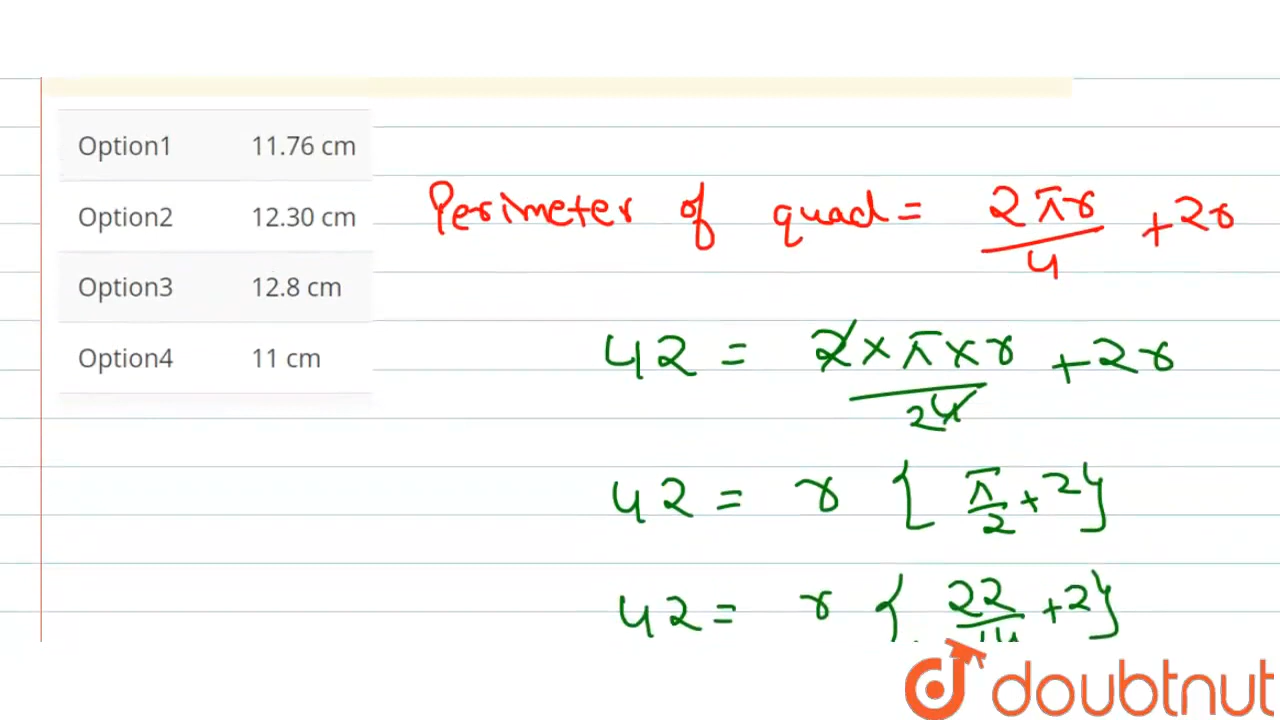 Option1 11.76 cm
Option2 12.30 cm
Option3 12.8 cm
Option4 11 cm
Perimeter of quad = 2πr/4 + 2r
42 = 2×π×r/24 + 2r
42 = r {π/2 + 2}
42 = r {22/14 + 2}
doubtnut